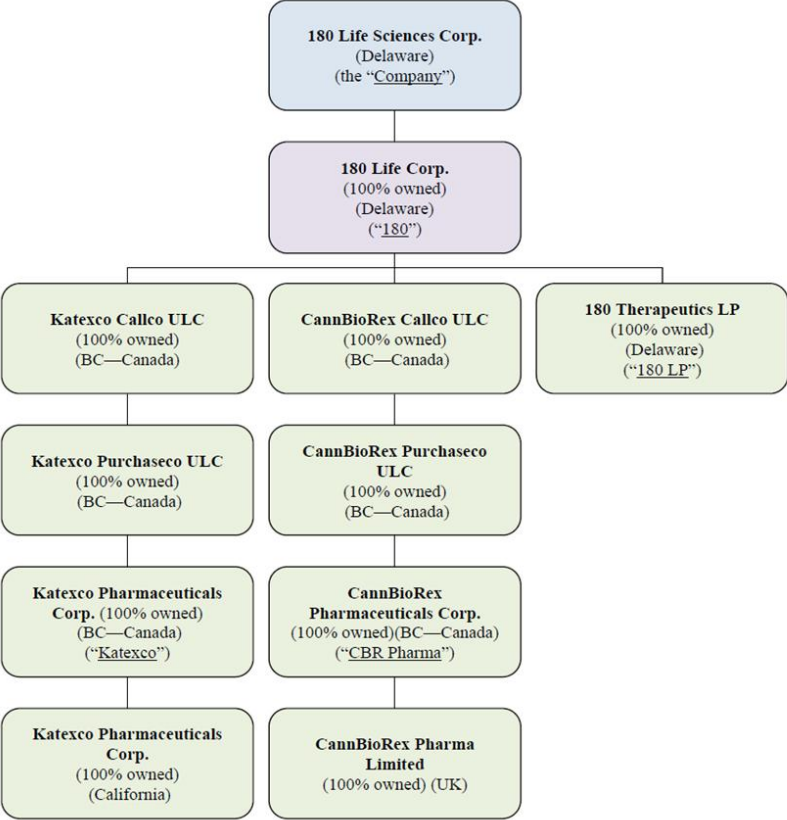 180 Life Sciences Corp.
(Delaware)
(the “Company”)
180 Life Corp.
(100% owned)
(Delaware)
(“180”)
Katexco Callco ULC
(100% owned)
(BC—Canada)
CannBioRex Callco ULC
(100% owned)
(BC—Canada)
180 Therapeutics LP
(100% owned)
(Delaware)
(“180 LP”)
Katexco Purchaseco ULC
(100% owned)
(BC—Canada)
CannBioRex Purchaseco
ULC
(100% owned)
(BC—Canada)
Katexco Pharmaceuticals
Corp. (100% owned)
(BC—Canada)
(“Katexco”)
CannBioRex
Pharmaceuticals Corp.
(100% owned)(BC—Canada)
(“CBR Pharma”)
Katexco Pharmaceuticals
Corp.
(100% owned)
(California)
CannBioRex Pharma
Limited
(100% owned) (UK)